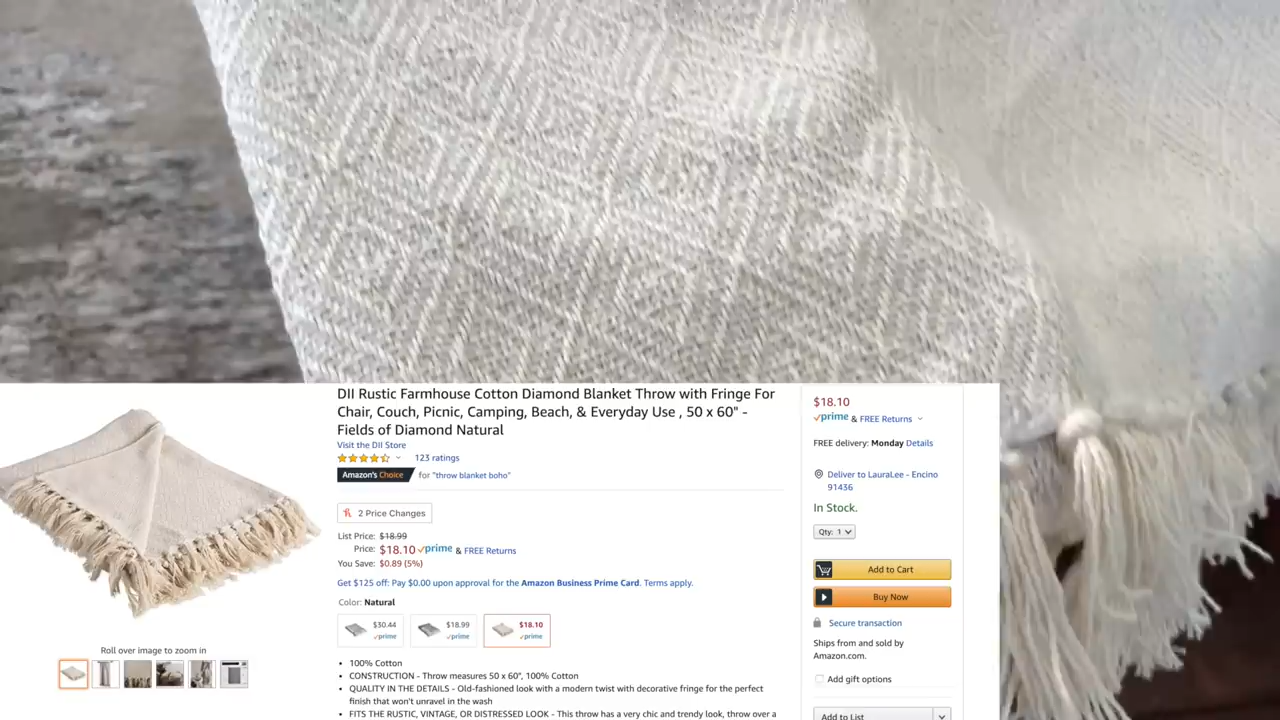 DII Rustic Farmhouse Cotton Diamond Blanket Throw with Fringe For
Chair, Couch, Picnic, Camping, Beach, & Everyday Use , 50 x 60" -
Fields of Diamond Natural
Visit the DII Store
123 ratings
Amazon's Choice for "throw blanket boho"
2 Price Changes
List Price: $18.99
Price: $18.10 prime & FREE Returns
You Save: $0.89 (5%)
Get $125 off: Pay $0.00 upon approval for the Amazon Business Prime Card. Terms apply.
Color: Natural
$30.44
prime
$18.99
prime
$18.10
prime
• 100% Cotton
• CONSTRUCTION - Throw measures 50 x 60", 100% Cotton
• QUALITY IN THE DETAILS - Old-fashioned look with a modern twist with decorative fringe for the perfect
finish that won't unravel in the wash
• FITS THE RUSTIC, VINTAGE, OR DISTRESSED LOOK - This throw has a very chic and trendy look, throw over a
Roll over image to zoom in
$18.10
prime & FREE Returns
FREE delivery: Monday Details
Deliver to LauraLee - Encino
91436
In Stock.
Qty: 1
Add to Cart
Buy Now
Secure transaction
Ships from and sold by
Amazon.com.
Add gift options
Add to List